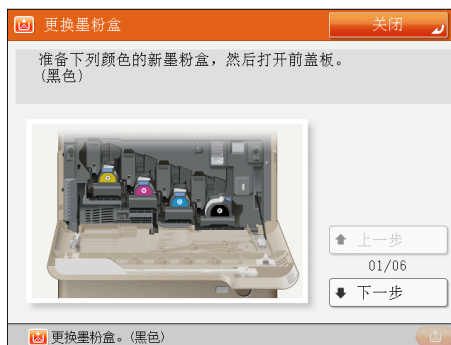 更换墨粉盒
关闭
准备下列颜色的新墨粉盒，然后打开前盖板。
(黑色)
上一步
01/06
下一步
更换墨粉盒。(黑色)